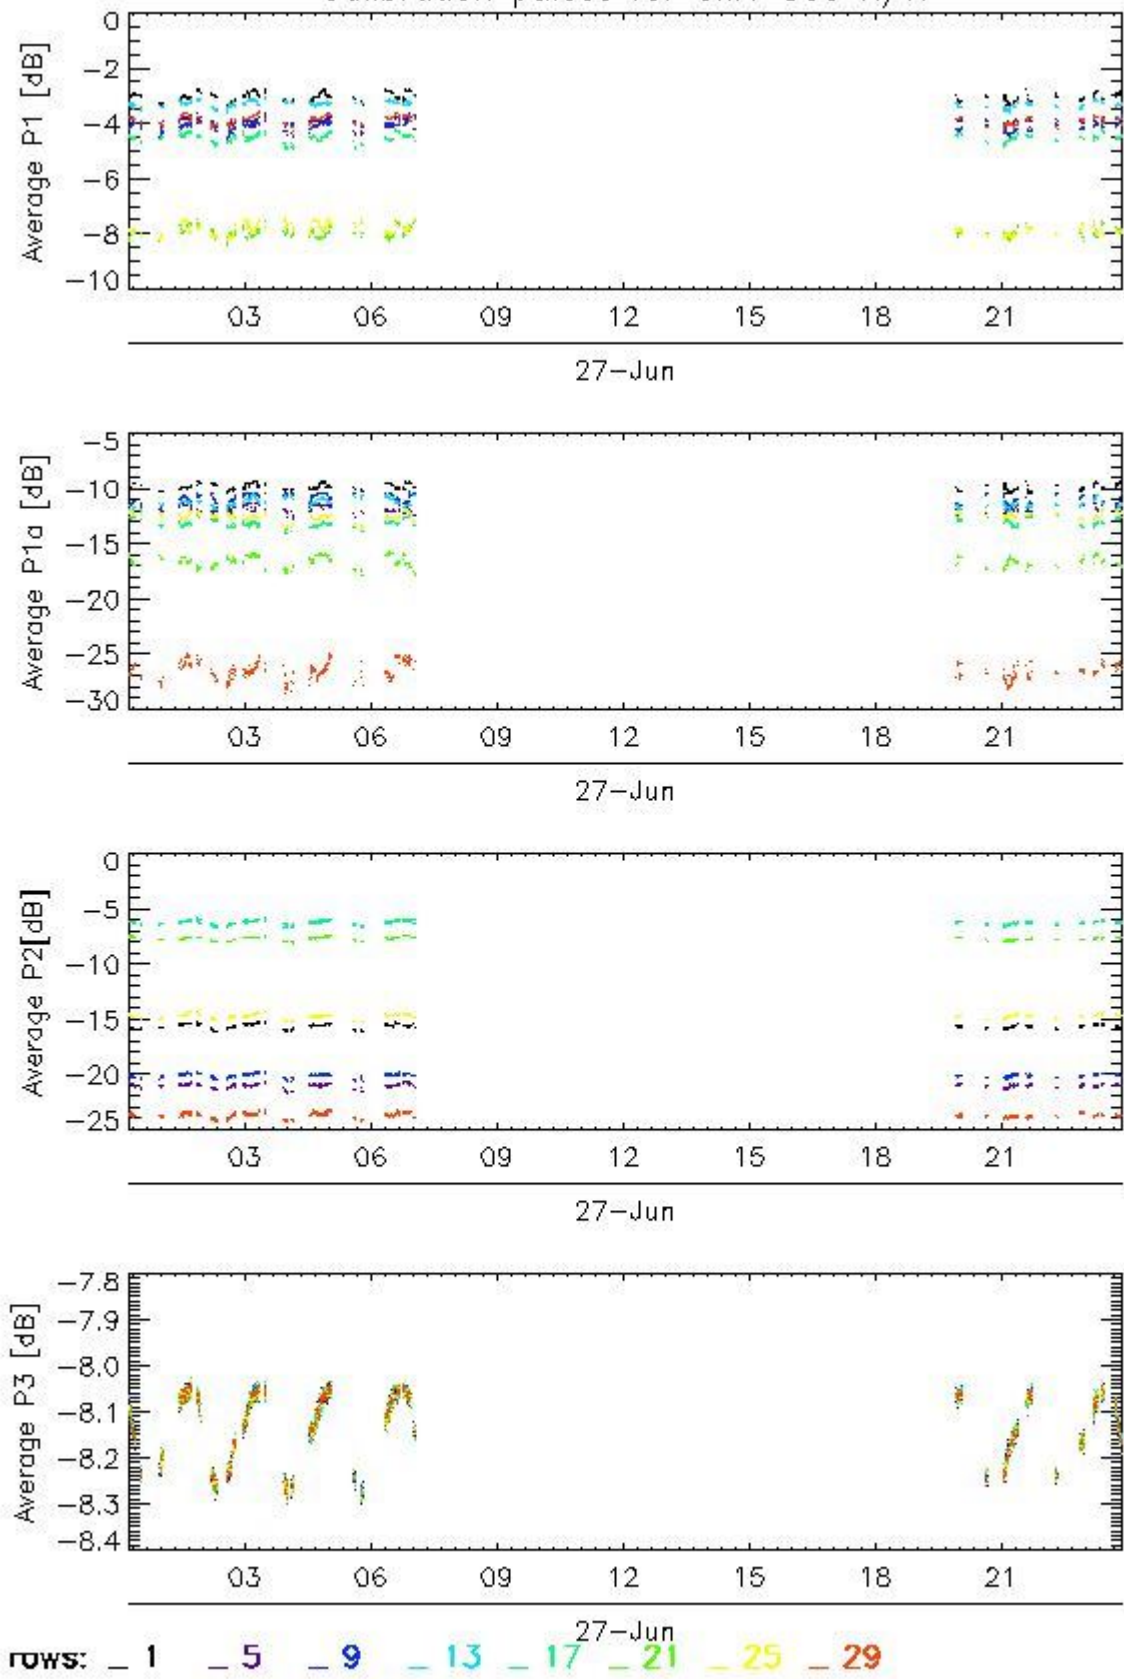 0
-2
-4
-6
-8
-10
Average P1 [dB]
03 06 09 12 15 18 21
27-Jun
-5
-10
-15
-20
-25
-30
Average P1a [dB]
03 06 09 12 15 18 21
27-Jun
0
-5
-10
-15
-20
-25
Average P2[dB]
03 06 09 12 15 18 21
27-Jun
-7.8
-7.9
-8.0
-8.1
-8.2
-8.3
-8.4
Average P3 [dB]
03 06 09 12 15 18 21
27-Jun
rows: _ 1 _ 5 _ 9 _ 13 _ 17 _ 21 _ 25 _ 29